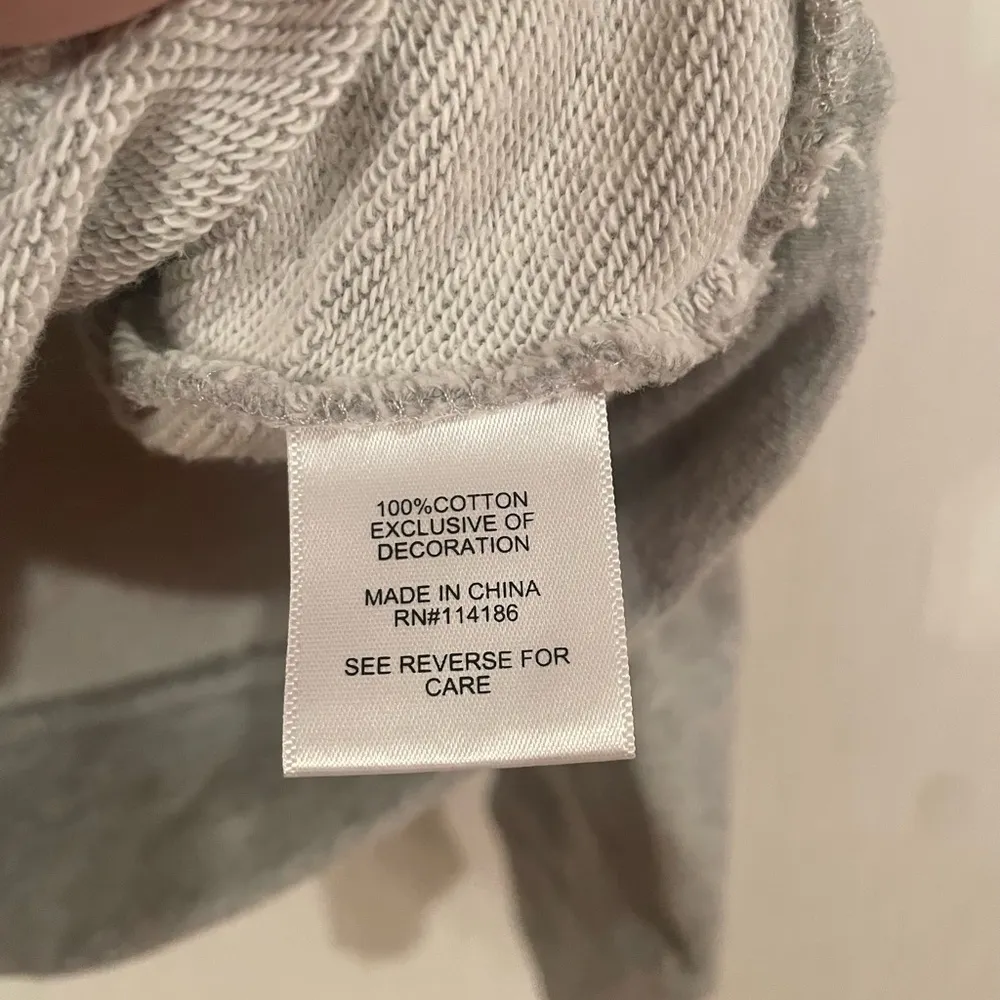 100%COTTON
EXCLUSIVE OF
DECORATION
MADE IN CHINA
RN#114186
SEE REVERSE FOR
CARE